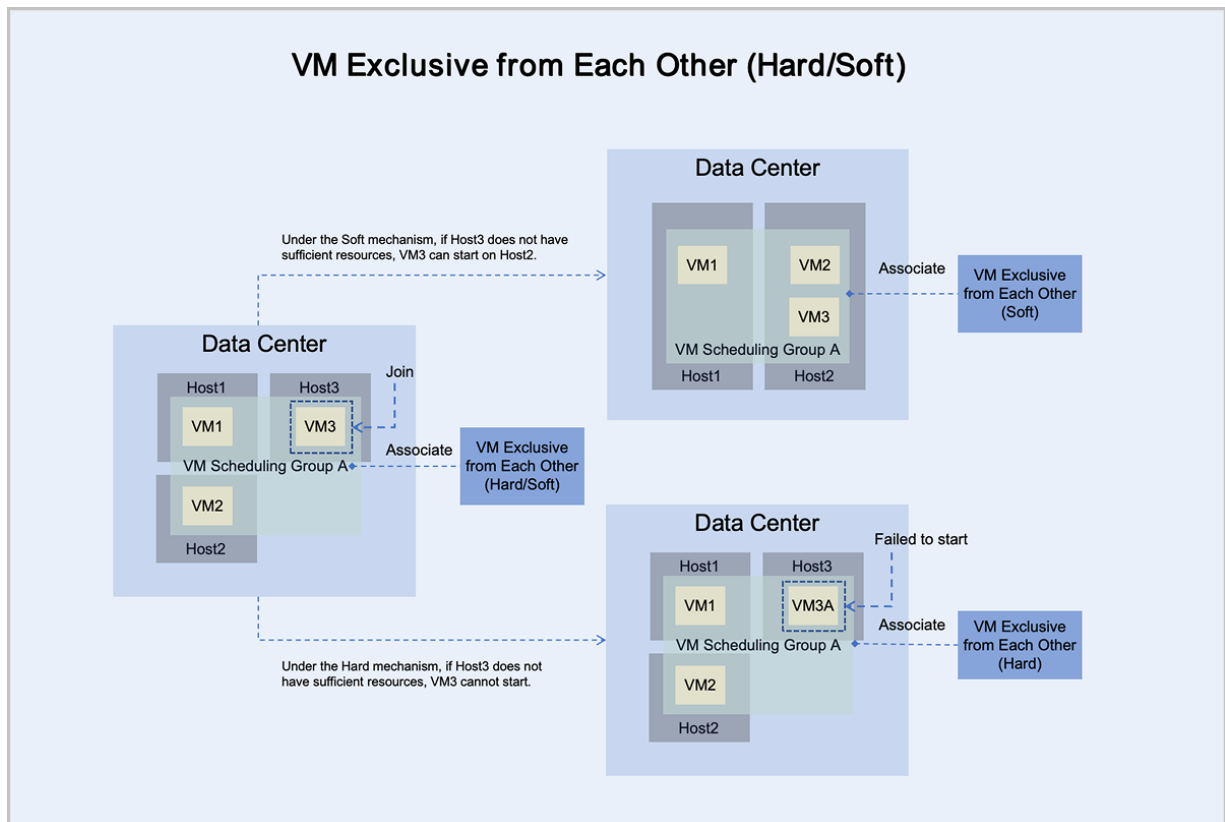 VM Exclusive from Each Other (Hard/Soft)
Data Center
Under the Soft mechanism, if Host3 does not have
sufficient resources, VM3 can start on Host2.
VM1
VM2
VM3
VM Scheduling Group A
Host1
Host2
Associate
VM Exclusive
from Each Other
(Soft)
Data Center
Host1
Host3
Join
VM1
VM3
VM Scheduling Group A
VM2
Host2
Associate
VM Exclusive
from Each Other
(Hard/Soft)
Data Center
Host1
Host3
Failed to start
VM1
VM3A
VM Scheduling Group A
VM2
Host2
Associate
VM Exclusive
from Each Other
(Hard)
Under the Hard mechanism, if Host3 does not
have sufficient resources, VM3 cannot start.